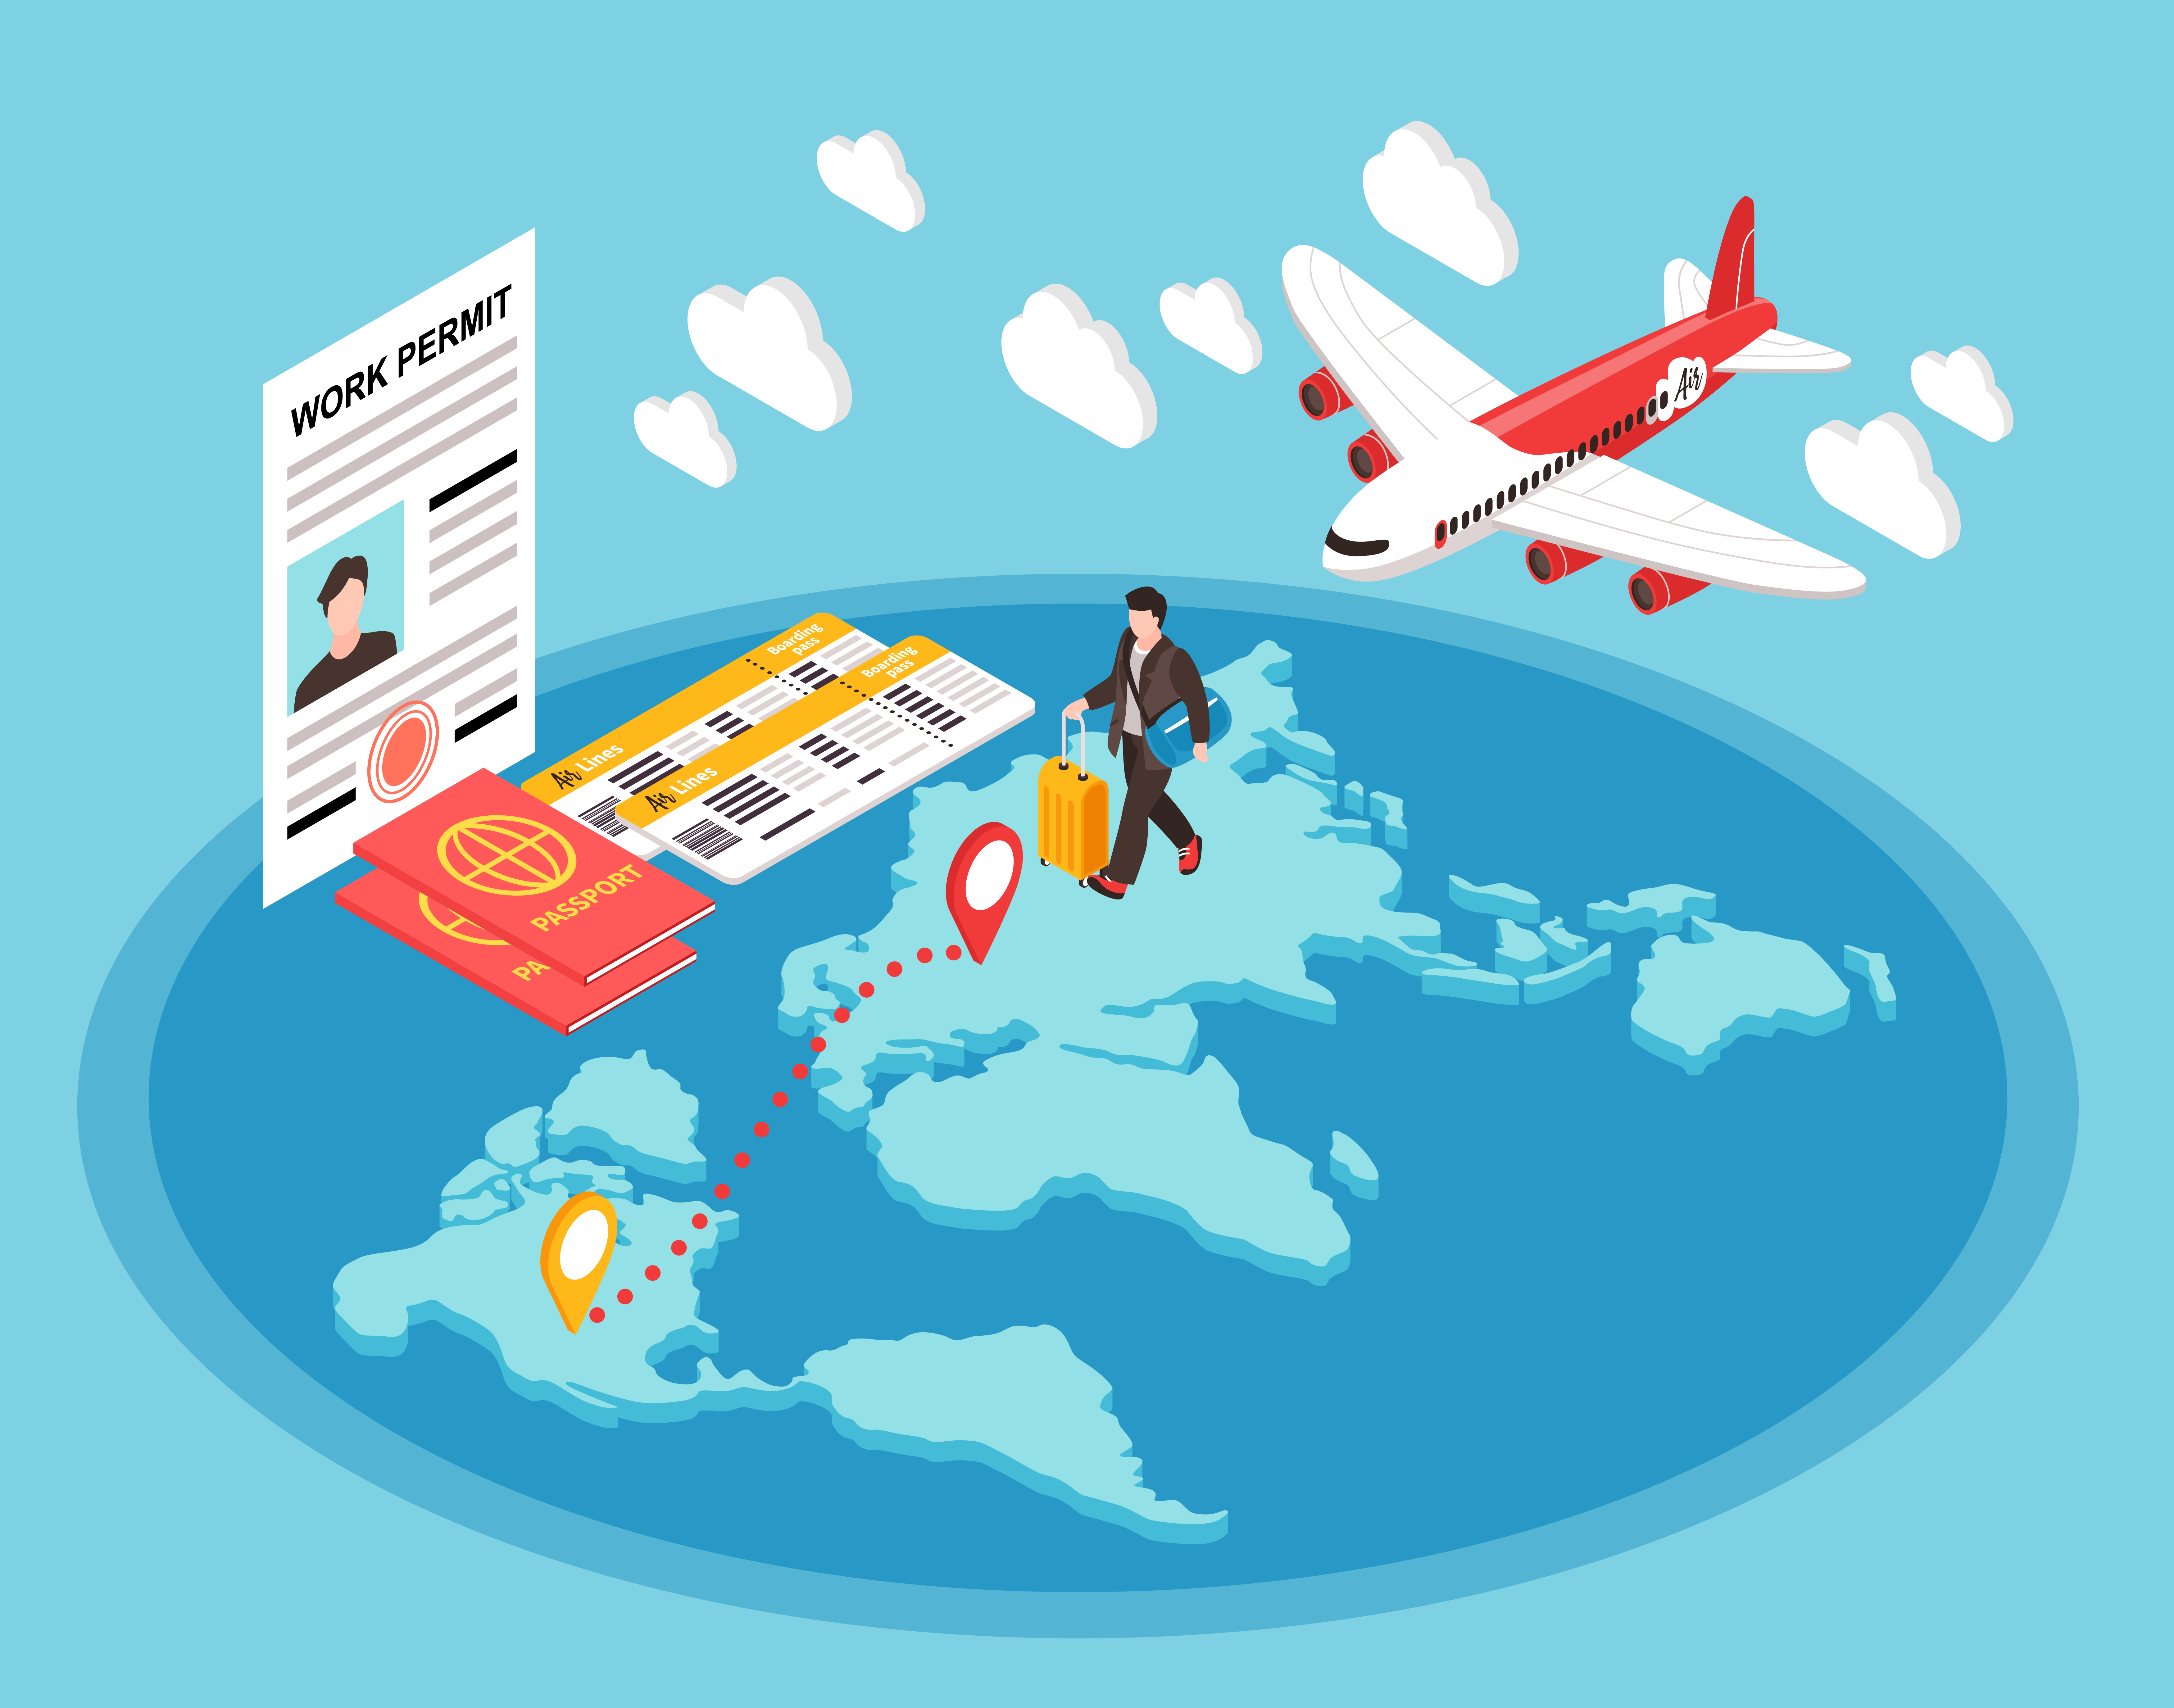 WORK PERMIT
Boarding
pass
Boarding
pass
Air Lines
Air Lines
PASSPORT
PA
Air